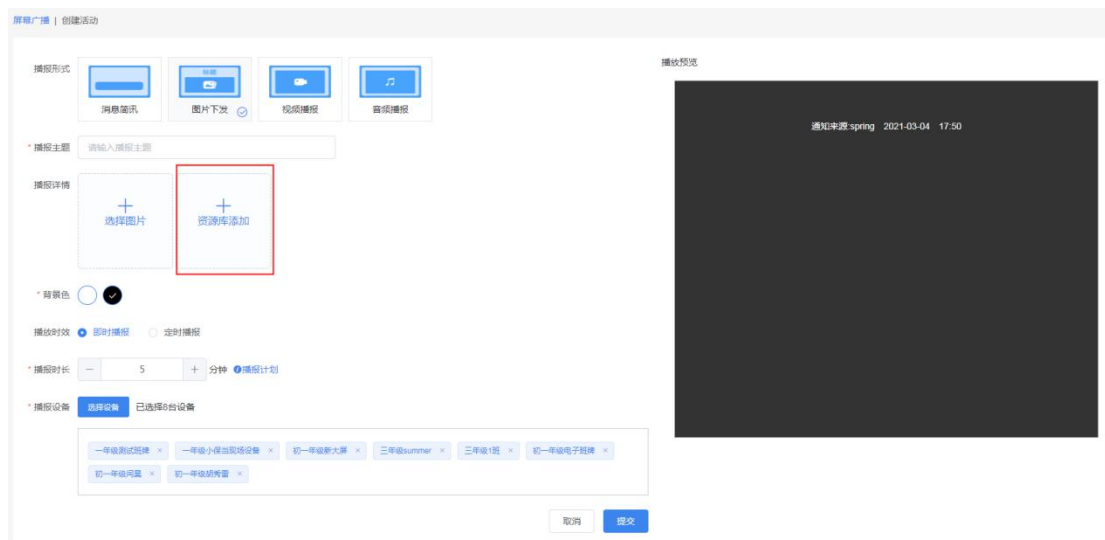 屏幕广播 | 创建活动
播报形式
标题
消息简讯
图片下发
视频播报
音频播报
* 播报主题 请输入播报主题
播报详情
选择图片
资源库添加
* 背景色
播放时效 即时播报 定时播报
* 播报时长 － 5 ＋ 分钟 播报计划
* 播报设备 选择设备 已选择8台设备
一年级测试班牌 × 一年级小保当现场设备 × 初一年级新大屏 × 三年级summer × 三年级1班 × 初一年级电子班牌 ×
初一年级闫昱 × 初一年级胡秀雷 ×
取消 提交
播放预览
通知来源:spring 2021-03-04 17:50